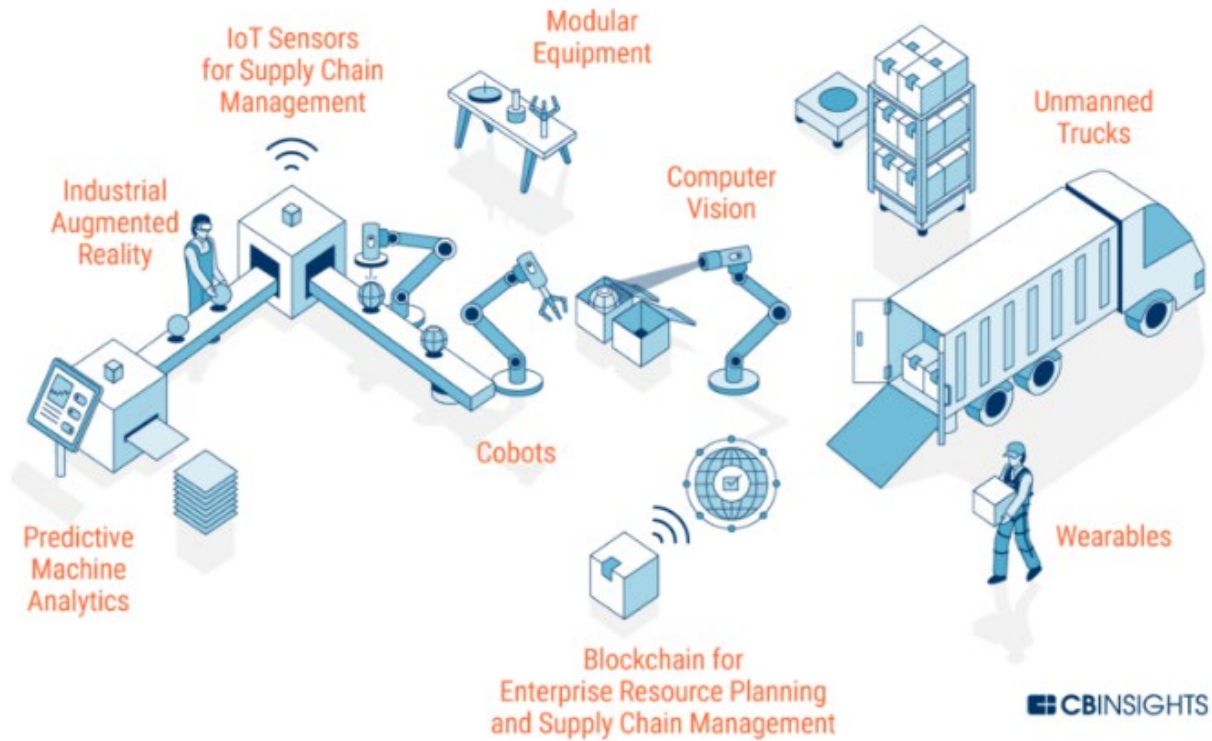 IoT Sensors
for Supply Chain
Management
Modular
Equipment
Unmanned
Trucks
Industrial
Augmented
Reality
Computer
Vision
Cobots
Predictive
Machine
Analytics
Wearables
Blockchain for
Enterprise Resource Planning
and Supply Chain Management
CBINSIGHTS